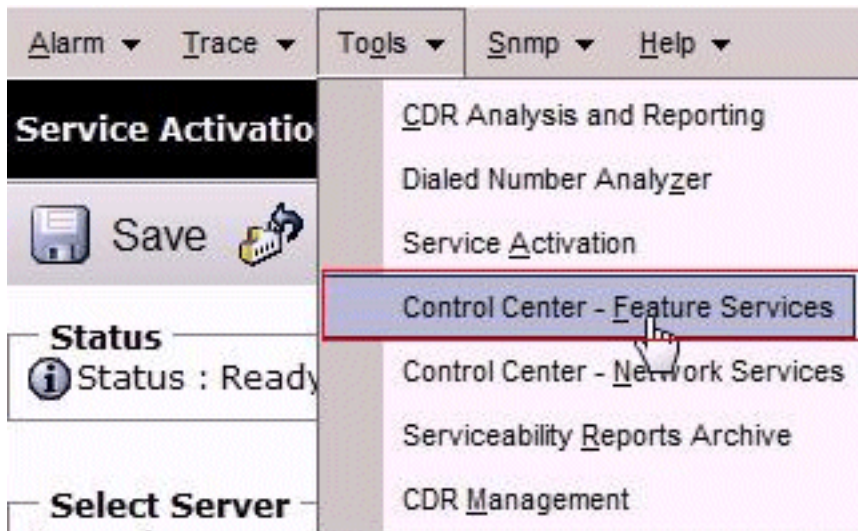 Alarm Trace Tools Snmp Help
Service Activatio
Save
Status
Status : Ready
Select Server
CDR Analysis and Reporting
Dialed Number Analyzer
Service Activation
Control Center - Feature Services
Control Center - Network Services
Serviceability Reports Archive
CDR Management